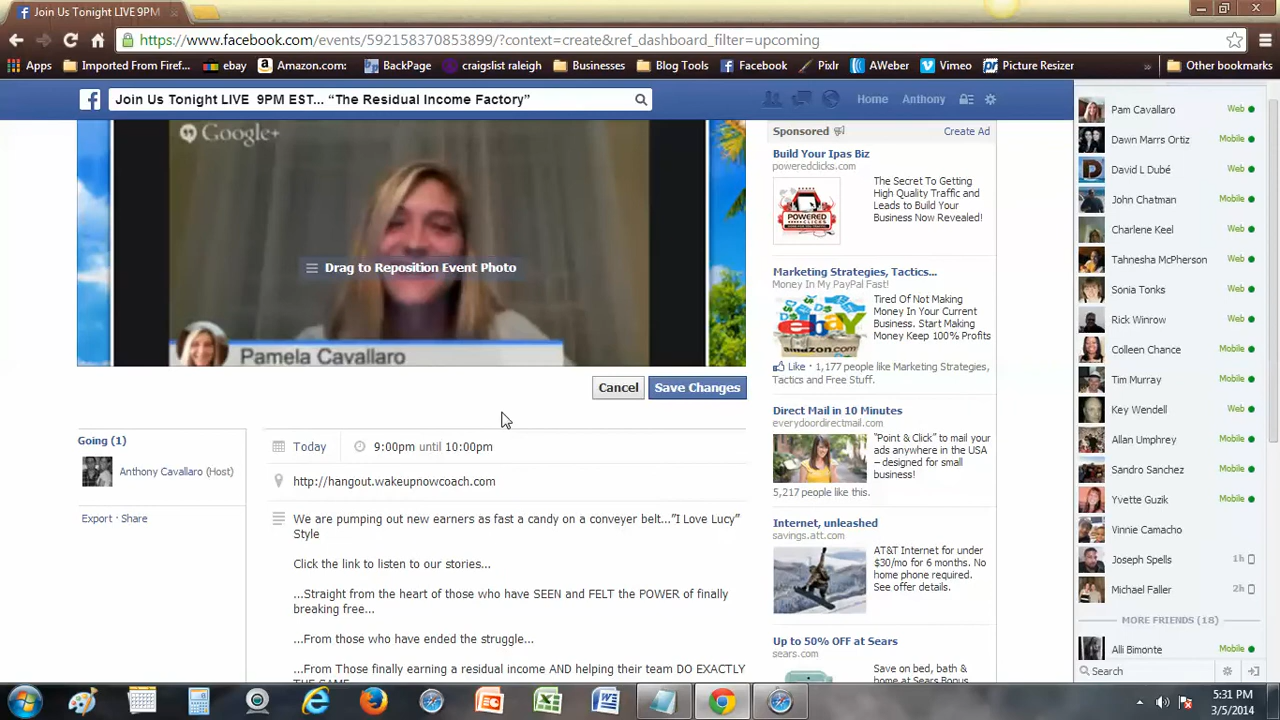 Join Us Tonight LIVE 9PM
https://www.facebook.com/events/592158370853899/?context=create&ref_dashboard_filter=upcoming
Apps Imported From Firef... ebay Amazon.com: BackPage craigslist raleigh Businesses Blog Tools Facebook Pixlr AWeber Vimeo Picture Resizer » Other bookmarks
Join Us Tonight LIVE 9PM EST... “The Residual Income Factory” Home Anthony
Google+
Drag to Reposition Event Photo
Pamela Cavallaro
Cancel Save Changes
Going (1)
Anthony Cavallaro (Host)
Export · Share
Today 9:00pm until 10:00pm
http://hangout.wakeupnowcoach.com
We are pumping out new earners as fast a candy on a conveyer belt..."I Love Lucy"
Style
Click the link to listen to our stories...
...Straight from the heart of those who have SEEN and FELT the POWER of finally
breaking free...
...From those who have ended the struggle...
...From Those finally earning a residual income AND helping their team DO EXACTLY
THE SAME
Sponsored Create Ad
Build Your Ipas Biz
poweredclicks.com
POWERED
CLICKS
The Secret To Getting
High Quality Traffic and
Leads to Build Your
Business Now Revealed!
Marketing Strategies, Tactics...
Money In My PayPal Fast!
ebay
amazon.com
Tired Of Not Making
Money In Your Current
Business. Start Making
Money Keep 100% Profits
Like · 1,177 people like Marketing Strategies,
Tactics and Free Stuff.
Direct Mail in 10 Minutes
everydoordirectmail.com
"Point & Click" to mail your
ads anywhere in the USA
– designed for small
business!
5,217 people like this.
Internet, unleashed
savings.att.com
AT&T Internet for under
$30/mo for 6 months. No
home phone required.
See offer details.
Up to 50% OFF at Sears
sears.com
Save on bed, bath &
Pam Cavallaro Web
Dawn Marrs Ortiz Mobile
David L Dubé Web
John Chatman Mobile
Charlene Keel Web
Tahnesha McPherson Web
Sonia Tonks Mobile
Rick Winrow Mobile
Colleen Chance Mobile
Tim Murray Mobile
Key Wendell Web
Allan Umphrey Mobile
Sandro Sanchez Mobile
Yvette Guzik Mobile
Vinnie Camacho
Joseph Spells 1h
Michael Faller 2h
MORE FRIENDS (18)
Alli Bimonte Mobile
Search
5:31 PM
3/5/2014